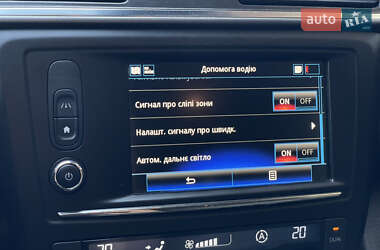 auto RIA
Допомога водію
Сигнал про сліпі зони
ON OFF
Налашт. сигналу про швидк.
Автом. дальнє світло
ON OFF
20
DUAL